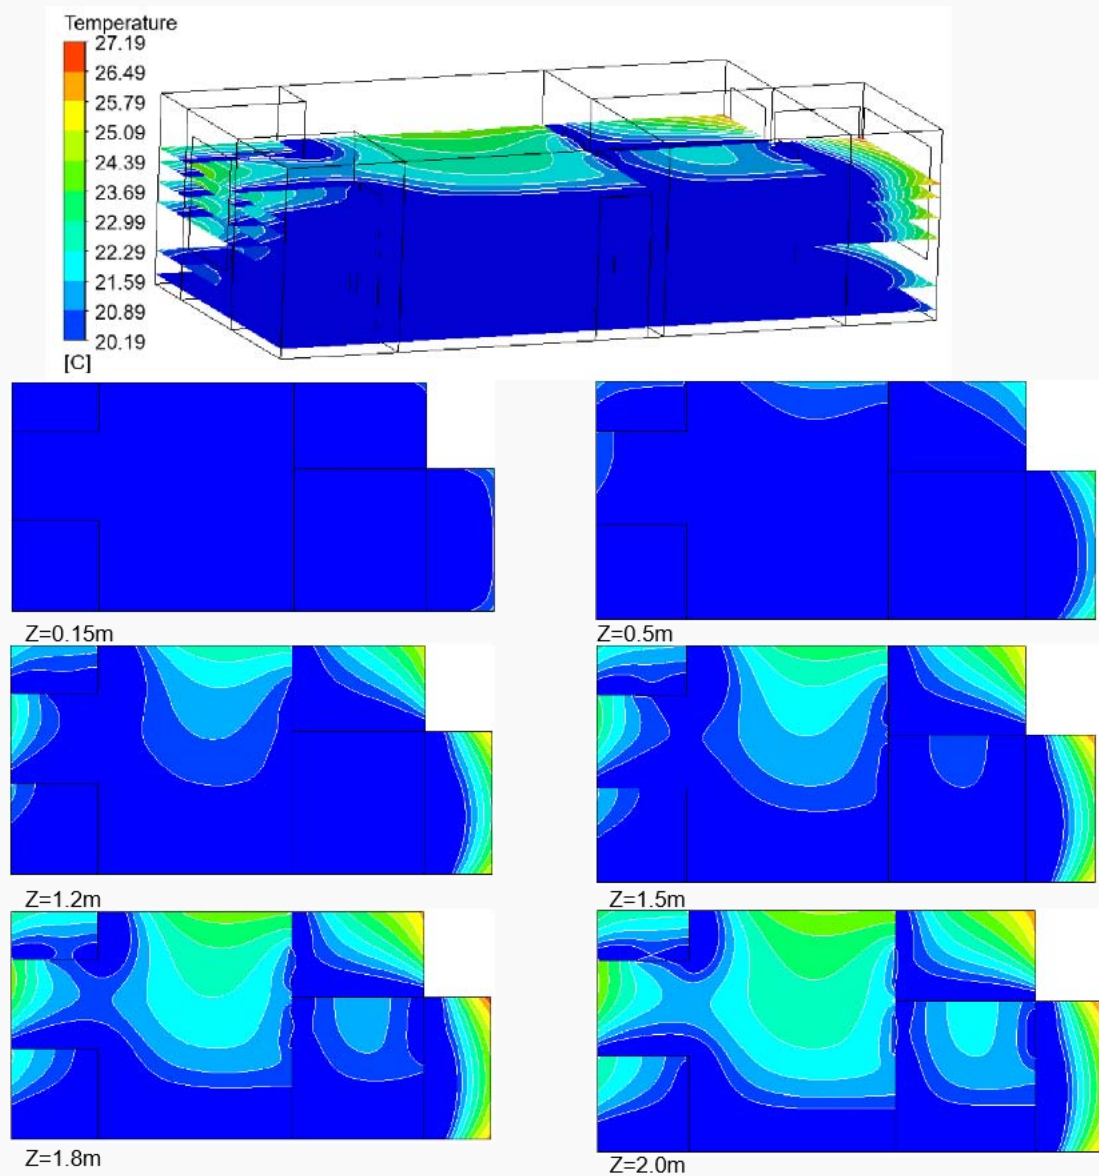 Temperature
27.19
26.49
25.79
25.09
24.39
23.69
22.99
22.29
21.59
20.89
20.19
[C]
Z=0.15m
Z=0.5m
Z=1.2m
Z=1.5m
Z=1.8m
Z=2.0m